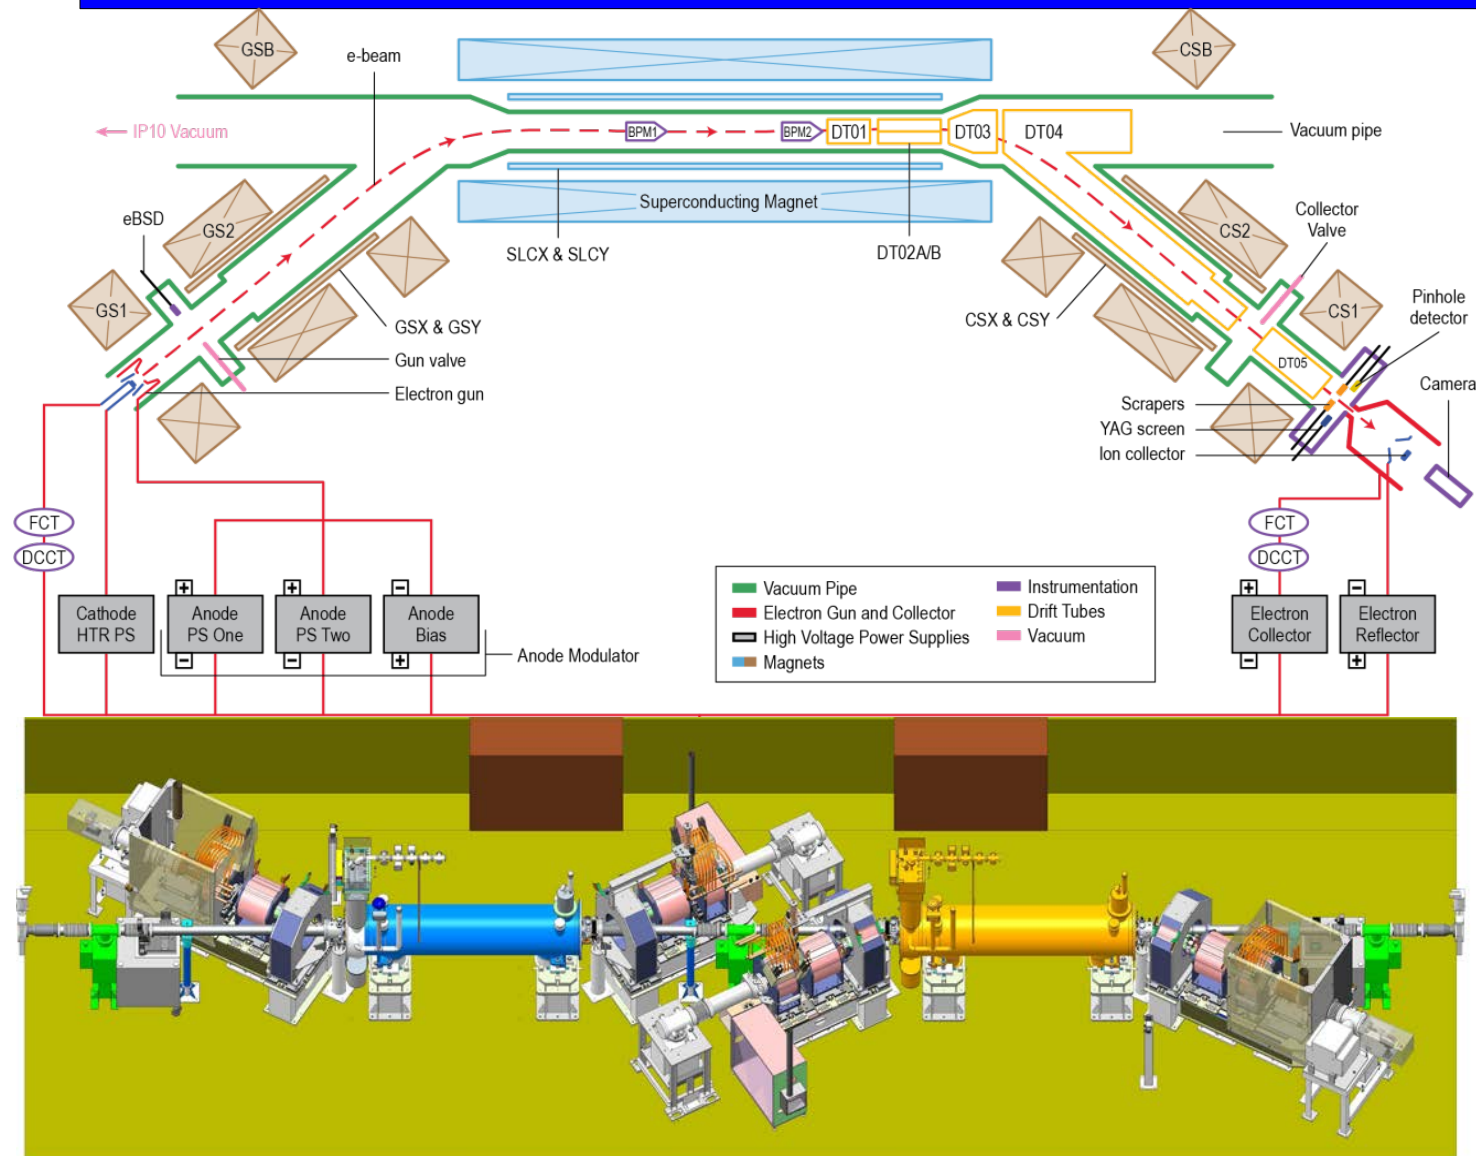 GSB
e-beam
CSB
IP10 Vacuum
BPM1
BPM2
DT01
DT03
DT04
Vacuum pipe
eBSD
GS2
Superconducting Magnet
Collector
Valve
CS2
SLCX & SLCY
DT02A/B
GS1
CS1
Pinhole
detector
GSX & GSY
CSX & CSY
Gun valve
DT05
Camera
Electron gun
Scrapers
YAG screen
Ion collector
FCT
DCCT
FCT
DCCT
+
+
-
+
-
Cathode
HTR PS
Anode
PS One
Anode
PS Two
Anode
Bias
Electron
Collector
Electron
Reflector
-
-
+
-
+
Anode Modulator
Vacuum Pipe
Electron Gun and Collector
High Voltage Power Supplies
Magnets
Instrumentation
Drift Tubes
Vacuum